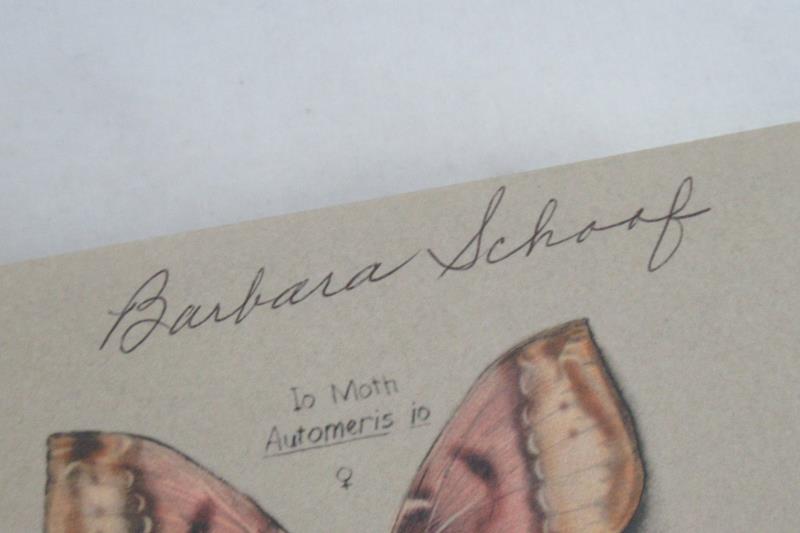 Barbara Schoof
Io Moth
Automeris io
♀